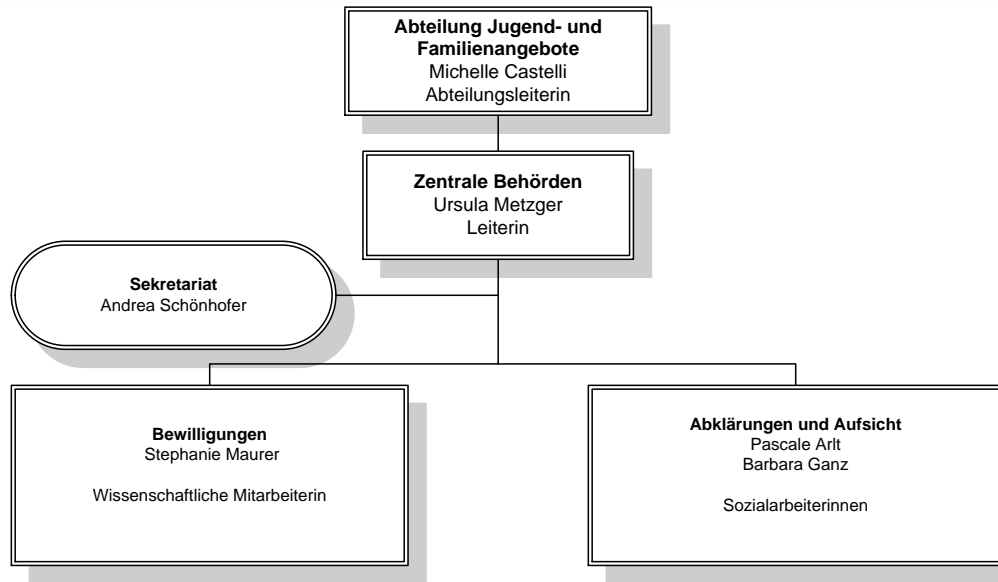 Abteilung Jugend- und
Familienangebote
Michelle Castelli
Abteilungsleiterin
Zentrale Behörden
Ursula Metzger
Leiterin
Sekretariat
Andrea Schönhofer
Bewilligungen
Stephanie Maurer
Wissenschaftliche Mitarbeiterin
Abklärungen und Aufsicht
Pascale Arlt
Barbara Ganz
Sozialarbeiterinnen